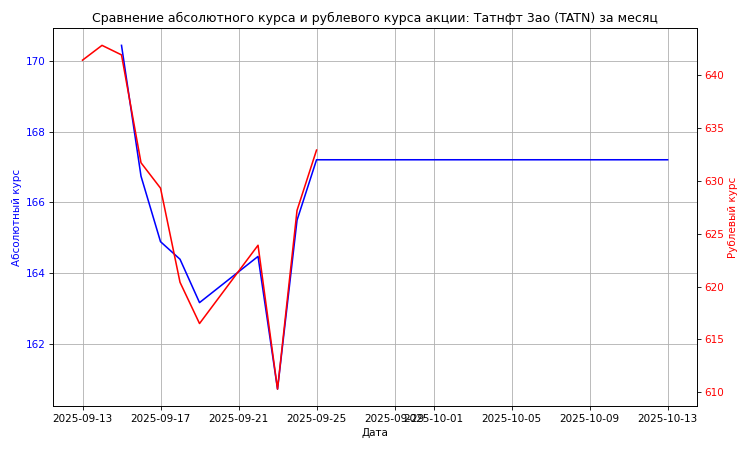 Сравнение абсолютного курса и рублевого курса акции: Татнфт 3ао (TATN) за месяц
170
168
166
164
162
Абсолютный курс
640
635
630
625
620
615
610
Рублевый курс
2025-09-13 2025-09-17 2025-09-21 2025-09-25 2025-09-29 2025-10-01 2025-10-05 2025-10-09 2025-10-13
Дата